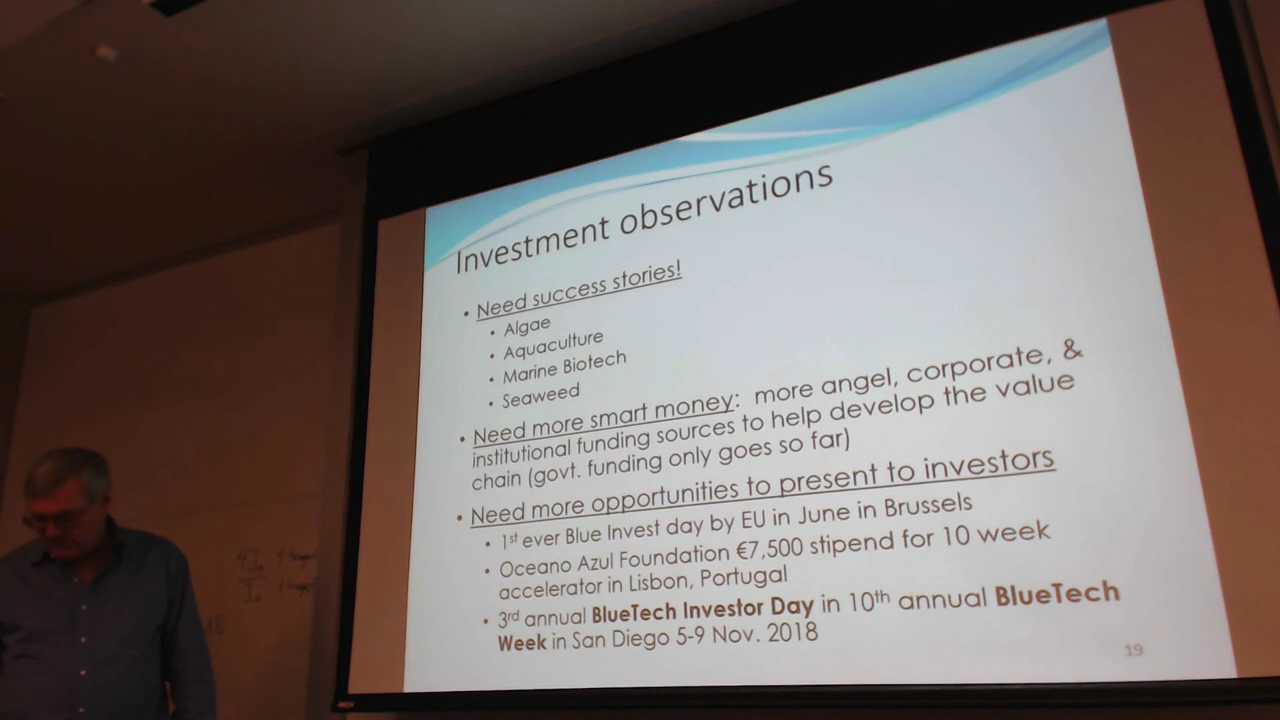 Investment observations
• Need success stories!
• Algae
• Aquaculture
• Marine Biotech
• Seaweed
• Need more smart money: more angel, corporate, &
institutional funding sources to help develop the value
chain (govt. funding only goes so far)
• Need more opportunities to present to investors
• 1st ever Blue Invest day by EU in June in Brussels
• Oceano Azul Foundation €7,500 stipend for 10 week
accelerator in Lisbon, Portugal
• 3rd annual BlueTech Investor Day in 10th annual BlueTech
Week in San Diego 5-9 Nov. 2018
19